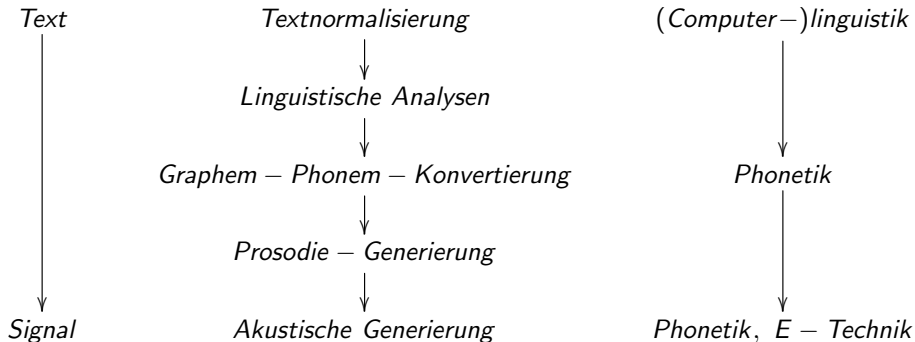 Text Textnormalisierung (Computer−)linguistik
Linguistische Analysen
Graphem − Phonem − Konvertierung Phonetik
Prosodie − Generierung
Signal Akustische Generierung Phonetik, E − Technik